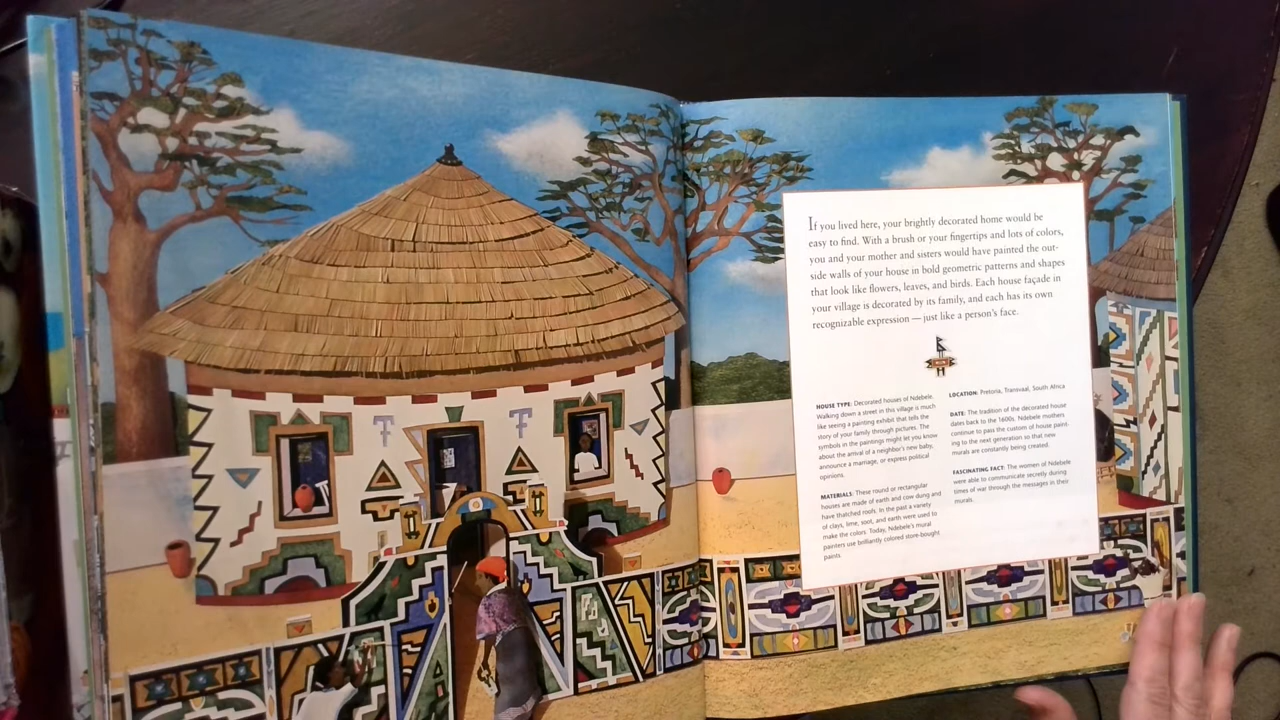 If you lived here, your brightly decorated home would be
easy to find. With a brush or your fingertips and lots of colors,
you and your mother and sisters would have painted the out-
side walls of your house in bold geometric patterns and shapes
that look like flowers, leaves, and birds. Each house façade in
your village is decorated by its family, and each has its own
recognizable expression — just like a person's face.
HOUSE TYPE: Decorated houses of Ndebele.
Walking down a street in this village is much
like seeing a painting exhibit that tells the
story of your family through pictures. The
symbols in the paintings might let you know
about the arrival of a neighbor's new baby,
announce a marriage, or express political
opinions.
MATERIALS: These round or rectangular
houses are made of earth and cow dung and
have thatched roofs. In the past a variety
of clays, lime, soot, and earth were used to
make the colors. Today, Ndebele's mural
painters use brilliantly colored store-bought
paints.
LOCATION: Pretoria, Transvaal, South Africa
DATE: The tradition of the decorated house
dates back to the 1600s. Ndebele mothers
continue to pass the custom of house paint-
ing to the next generation so that new
murals are constantly being created.
FASCINATING FACT: The women of Ndebele
were able to communicate secretly during
times of war through the messages in their
murals.